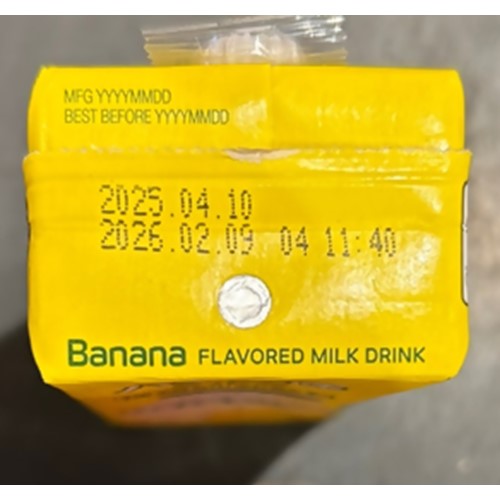 MFG YYYYMMDD
BEST BEFORE YYYYMMDD
2025.04.10
2026.02.09 04 11:40
Banana FLAVORED MILK DRINK